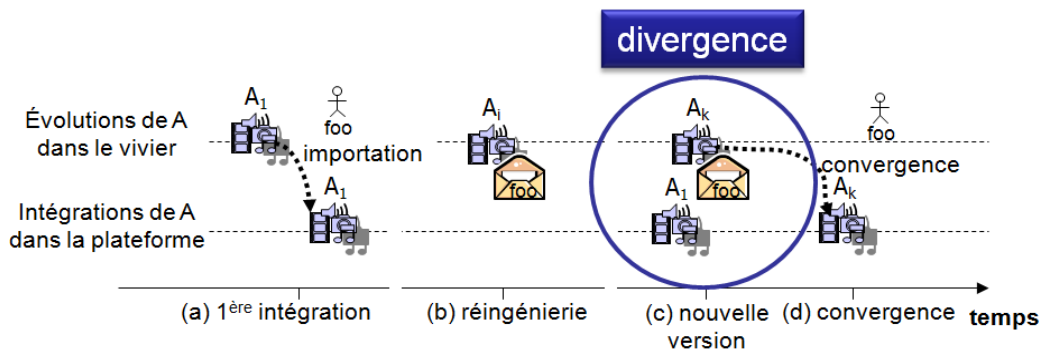 divergence
A1
Ai
Ak
foo
foo
Évolutions de A
dans le vivier
importation
convergence
foo
foo
A1
A1
Ak
Intégrations de A
dans la plateforme
(a) 1ère intégration
(b) réingénierie
(c) nouvelle
version
(d) convergence
temps